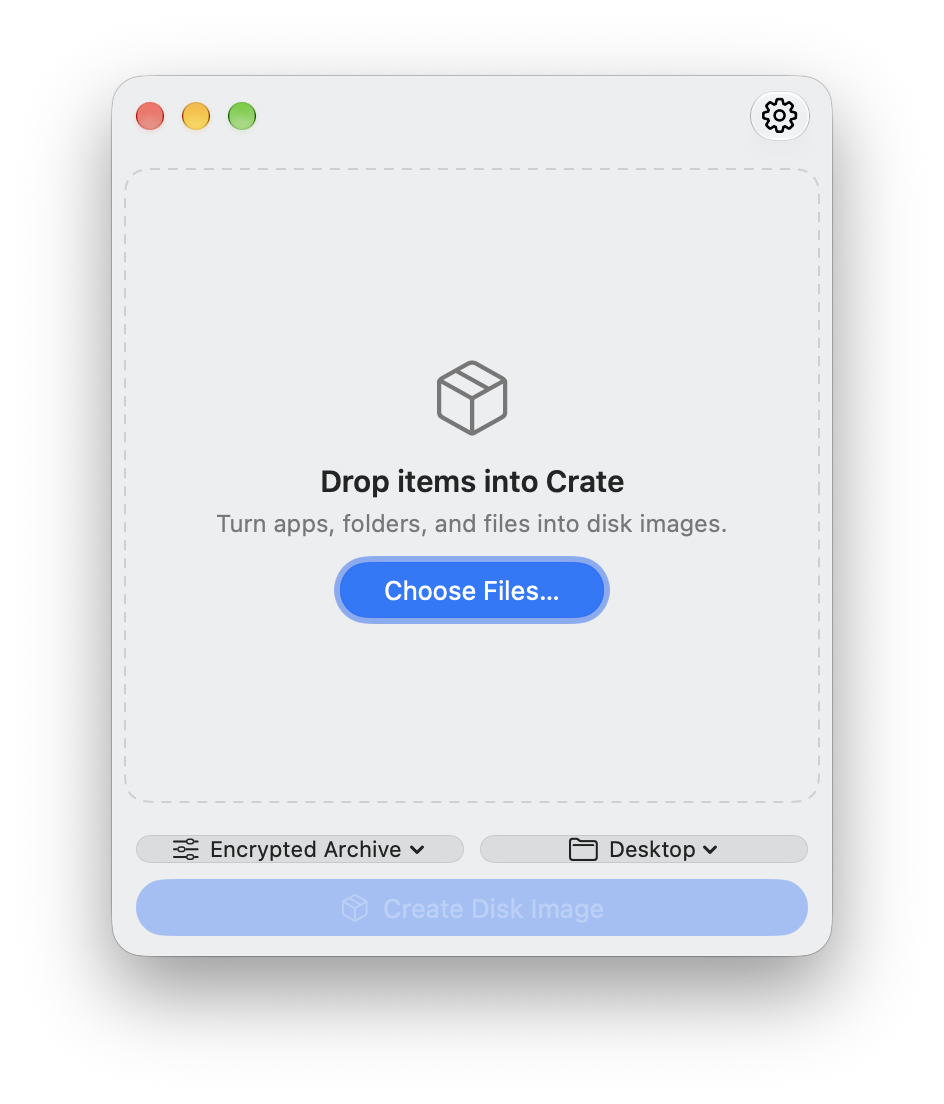 Drop items into Crate
Turn apps, folders, and files into disk images.
Choose Files...
Encrypted Archive
Desktop
Create Disk Image